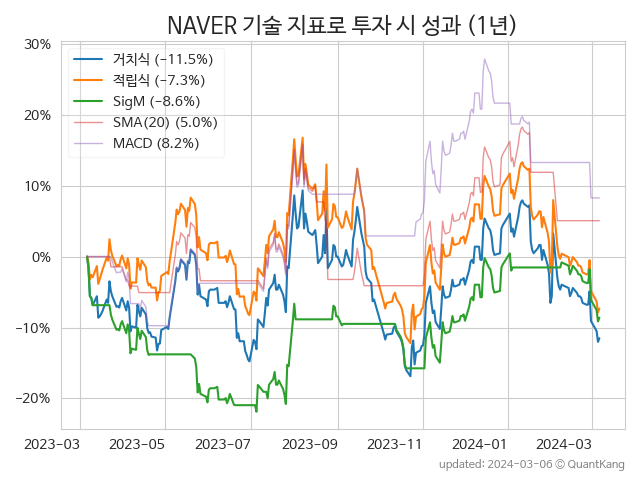 NAVER 기술 지표로 투자 시 성과 (1년)
30%
20%
10%
0%
−10%
−20%
거치식 (−11.5%)
적립식 (−7.3%)
SigM (−8.6%)
SMA(20) (5.0%)
MACD (8.2%)
2023-03 2023-05 2023-07 2023-09 2023-11 2024-01 2024-03
updated: 2024-03-06 ⓒ QuantKang